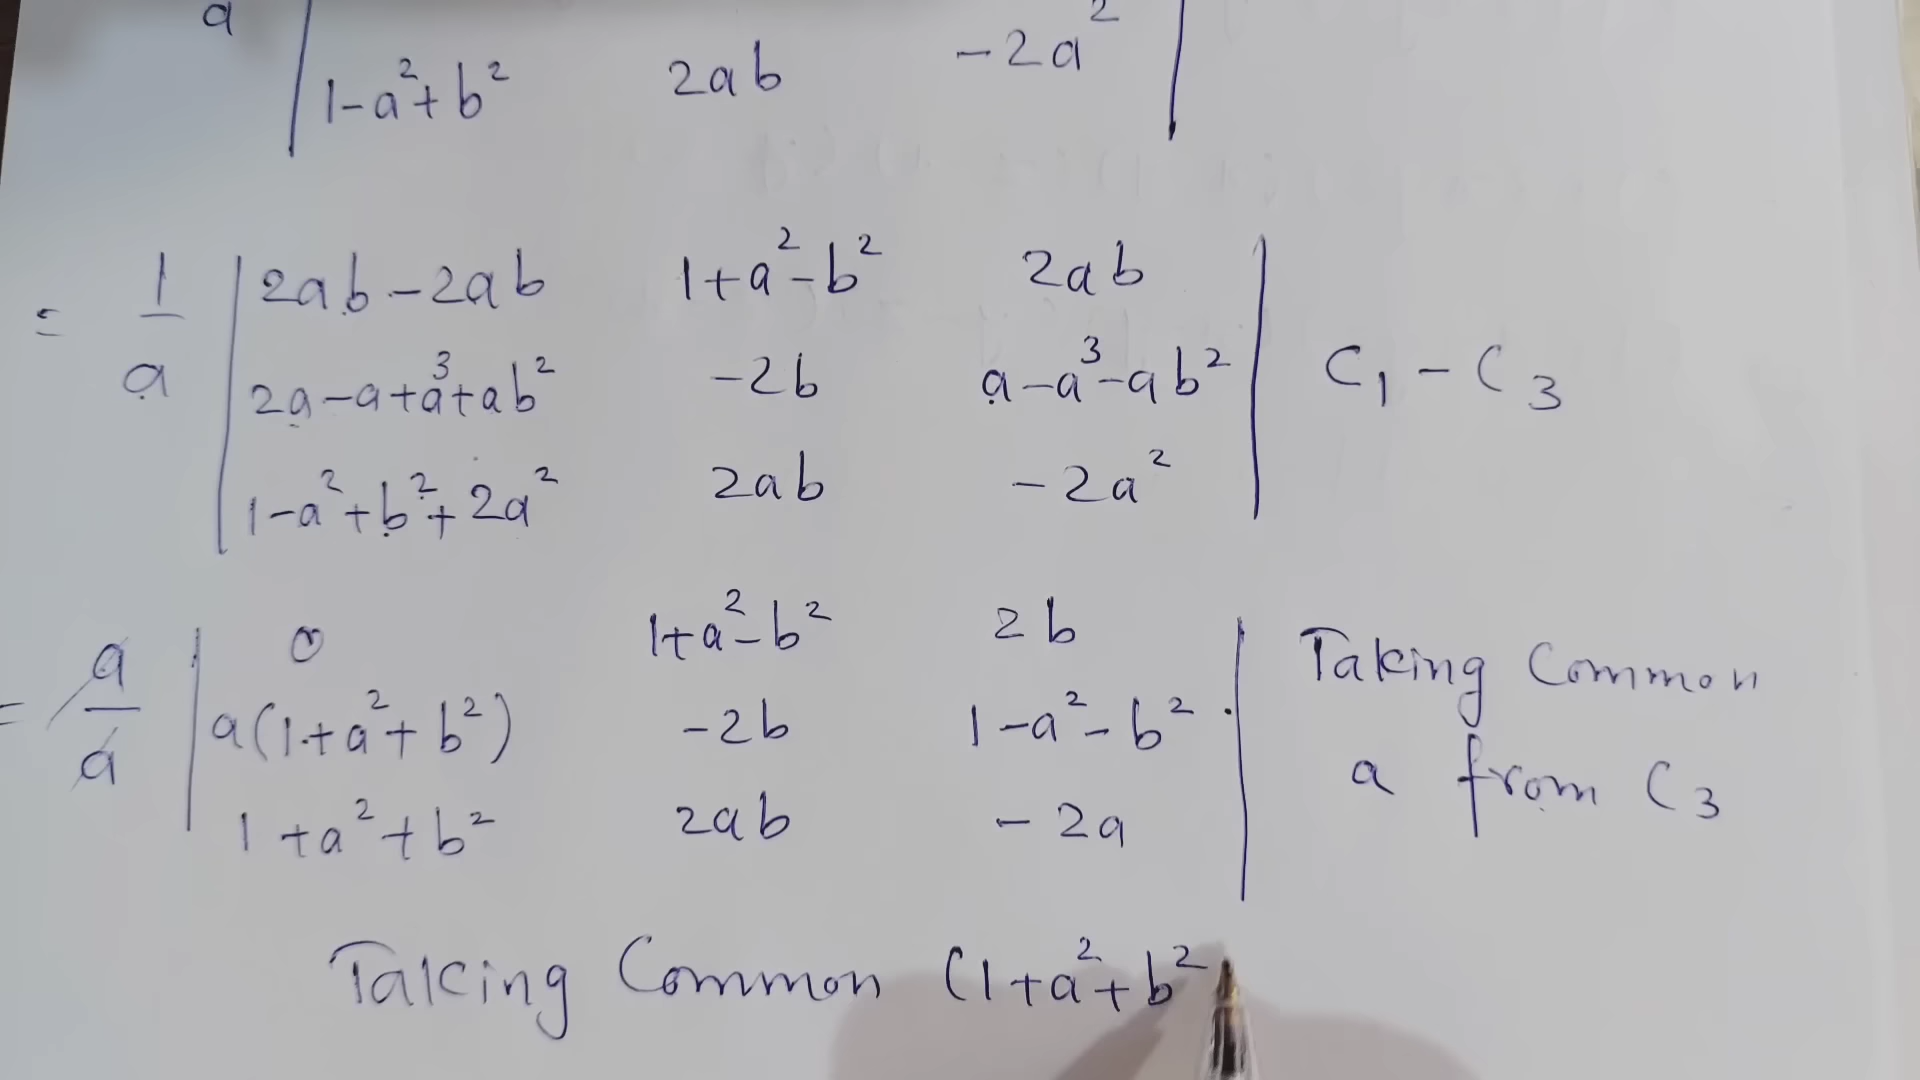 a | 1-a²+b² 2ab -2a² |
= 1/a | 2ab-2ab 1+a²-b² 2ab |
| 2a-a+a³+ab² -2b a-a³-ab² | C₁-C₃
| 1-a²+b²+2a² 2ab -2a² |
= a/a | 0 1+a²-b² 2b | Taking Common
| a(1+a²+b²) -2b 1-a²-b² | a from C₃
| 1+a²+b² 2ab -2a |
Taking Common (1+a²+b²